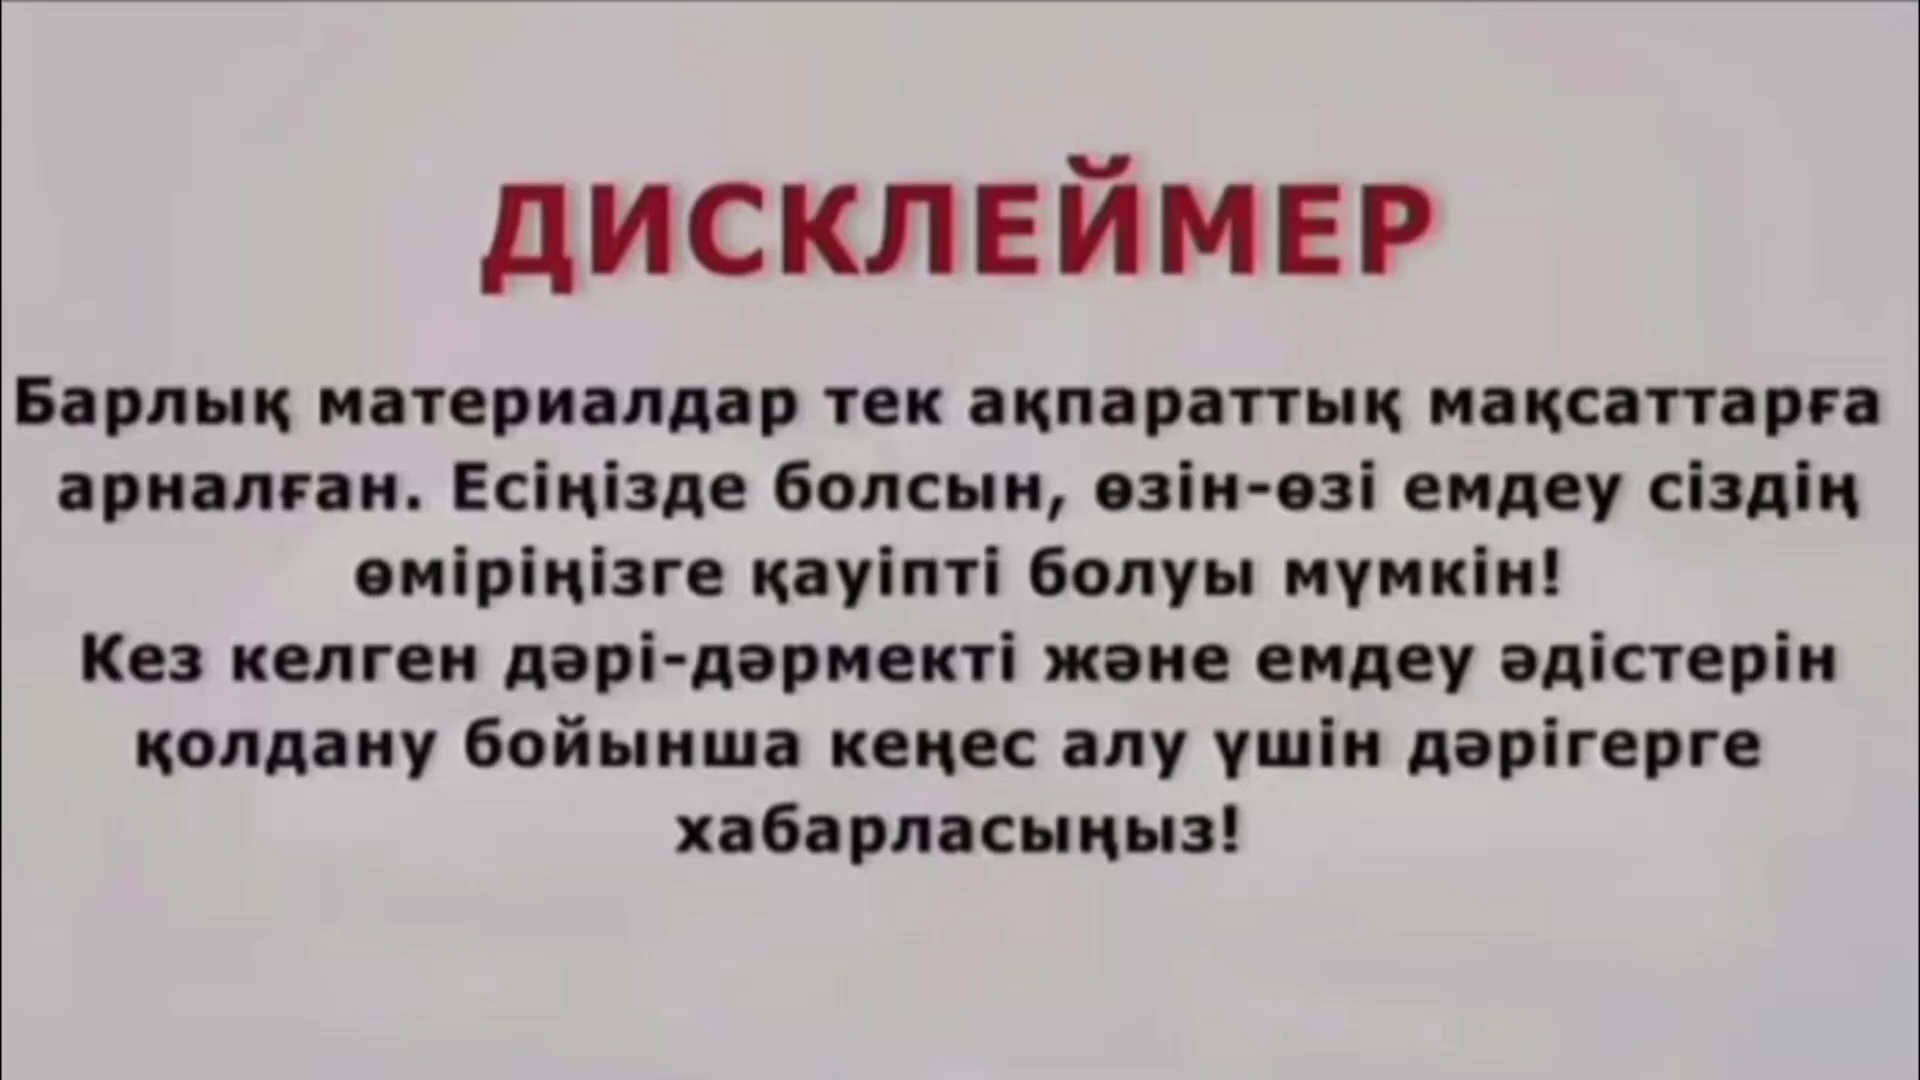 ДИСКЛЕЙМЕР
Барлық материалдар тек ақпараттық мақсаттарға
арналған. Есіңізде болсын, өзін-өзі емдеу сіздің
өміріңізге қауіпті болуы мүмкін!
Кез келген дәрі-дәрмекті және емдеу әдістерін
қолдану бойынша кеңес алу үшін дәрігерге
хабарласыңыз!